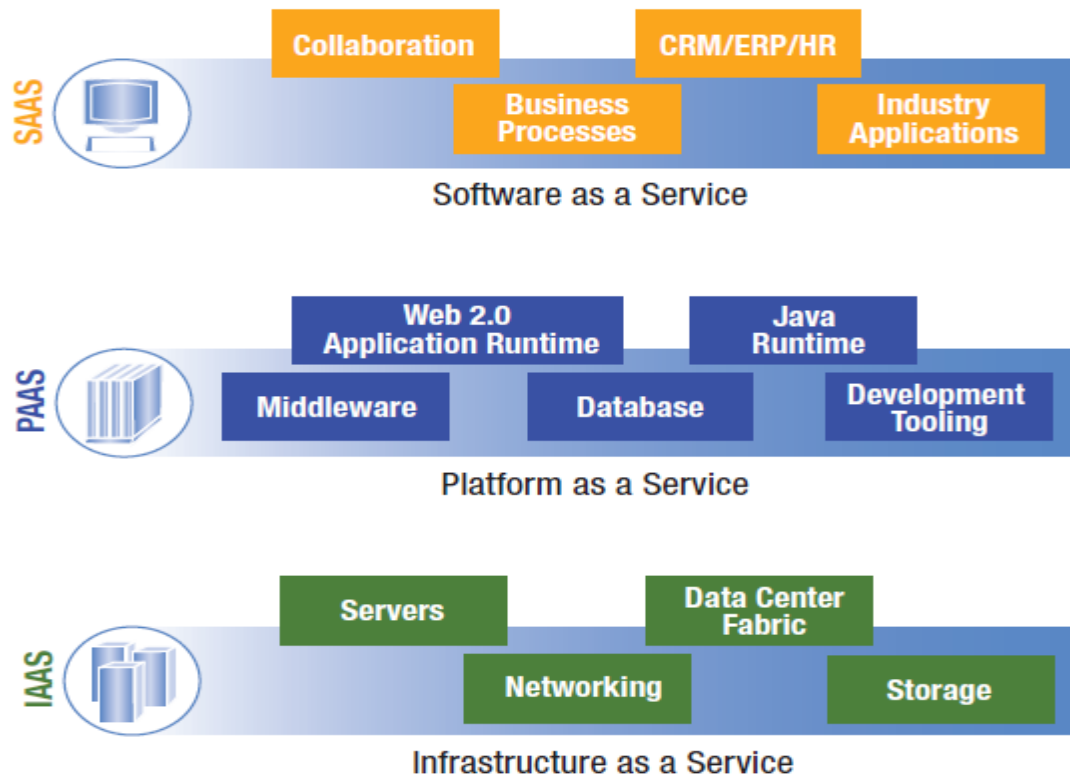 SAAS
Collaboration
CRM/ERP/HR
Business
Processes
Industry
Applications
Software as a Service
PAAS
Web 2.0
Application Runtime
Java
Runtime
Middleware
Database
Development
Tooling
Platform as a Service
IAAS
Servers
Data Center
Fabric
Networking
Storage
Infrastructure as a Service